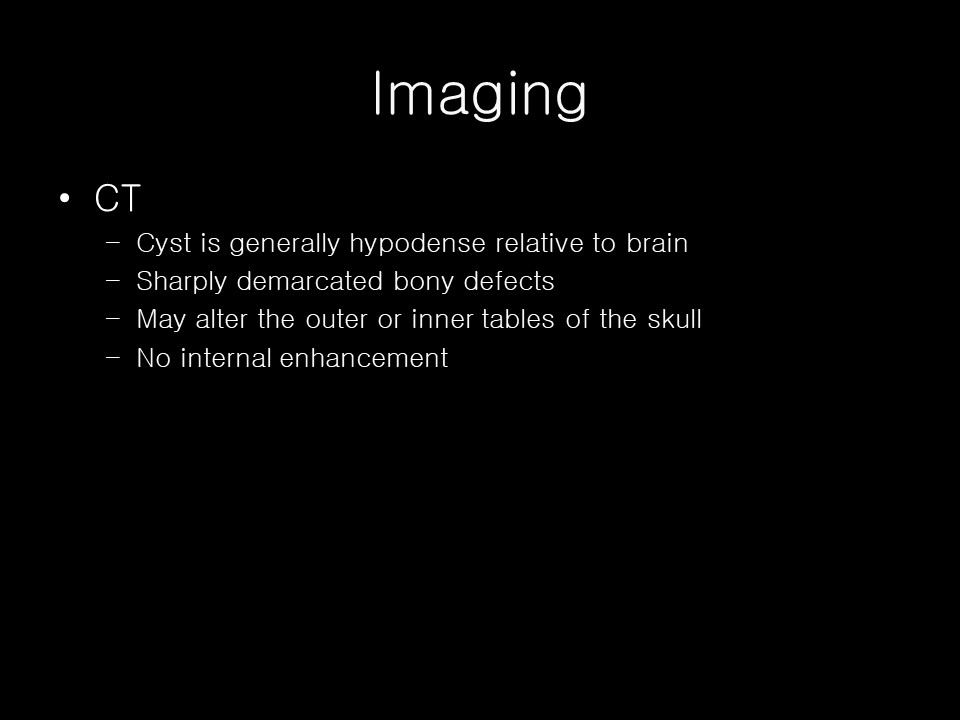 Imaging
• CT
– Cyst is generally hypodense relative to brain
– Sharply demarcated bony defects
– May alter the outer or inner tables of the skull
– No internal enhancement